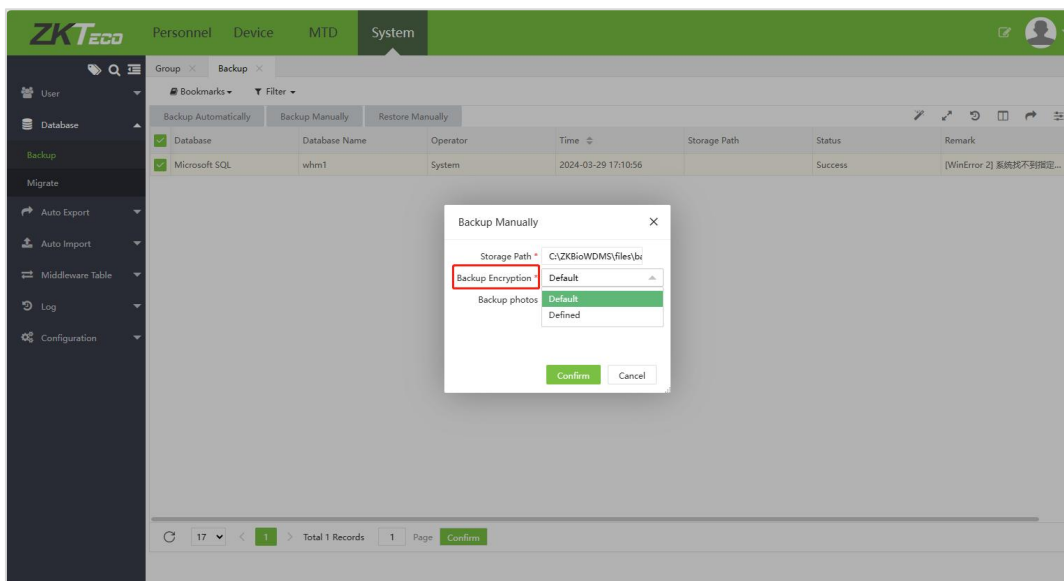 ZKTeco Personnel Device MTD System
Group Backup
Bookmarks Filter
User
Database
Backup
Migrate
Auto Export
Auto Import
Middleware Table
Log
Configuration
Backup Automatically Backup Manually Restore Manually
Database Database Name Operator Time Storage Path Status Remark
Microsoft SQL whm1 System 2024-03-29 17:10:56 Success [WinError 2] 系统找不到指定...
Backup Manually
Storage Path * C:\ZKBioWDMS\files\ba
Backup Encryption * Default
Backup photos Default
Defined
Confirm Cancel
17 1 Total 1 Records 1 Page Confirm